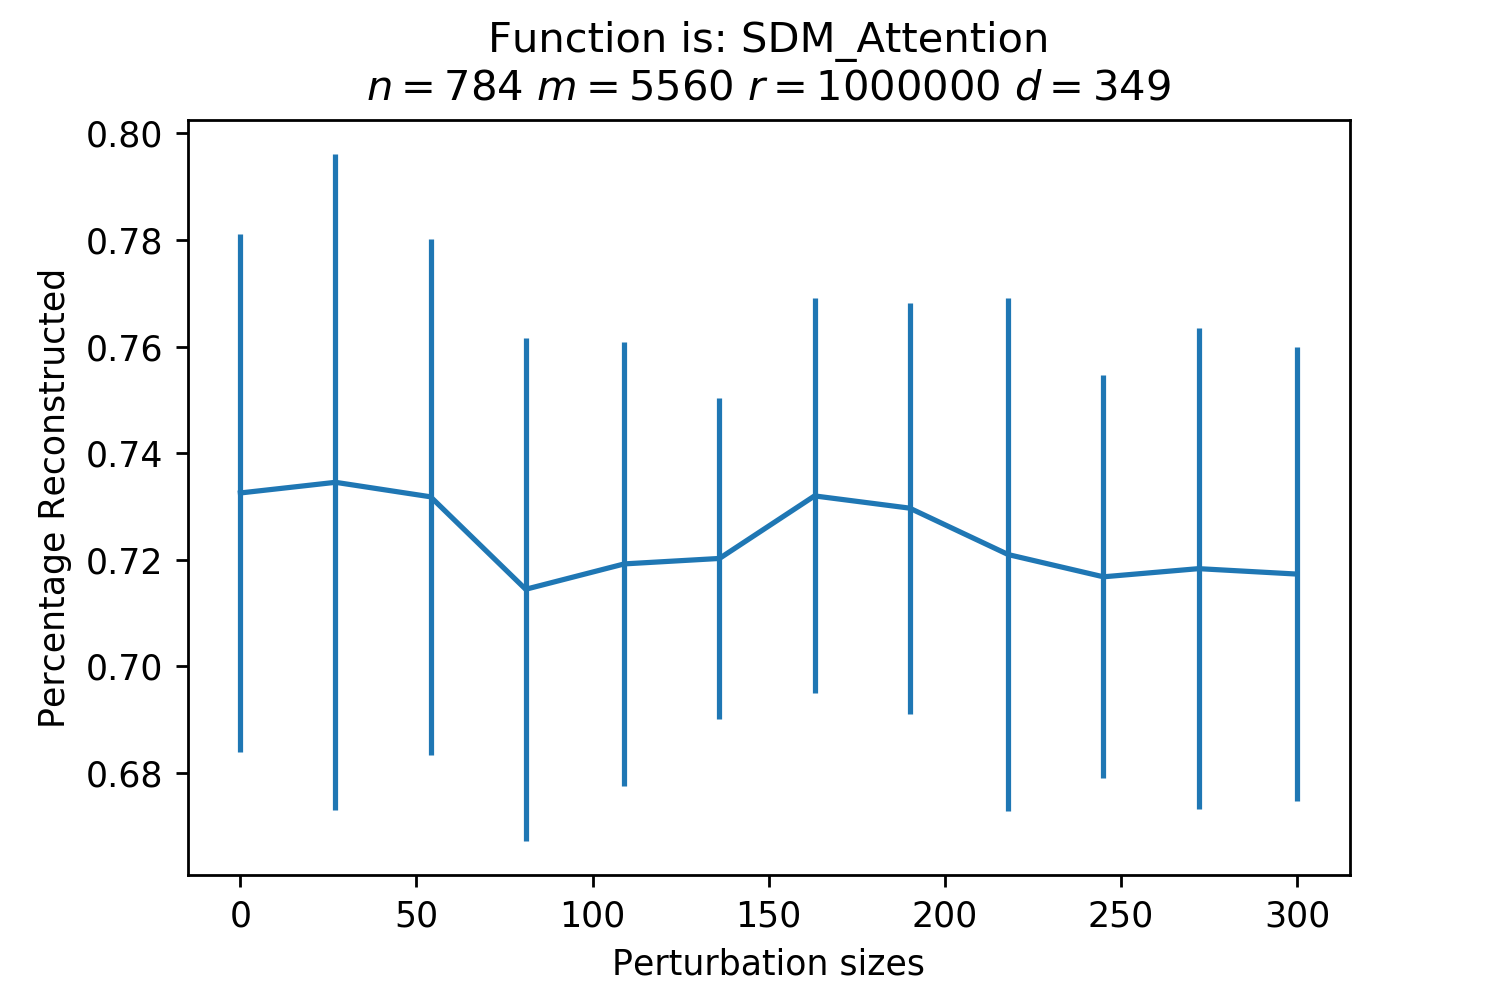 Function is: SDM_Attention
n = 784 m = 5560 r = 1000000 d = 349
0.80
0.78
0.76
0.74
0.72
0.70
0.68
Percentage Reconstructed
0 50 100 150 200 250 300
Perturbation sizes